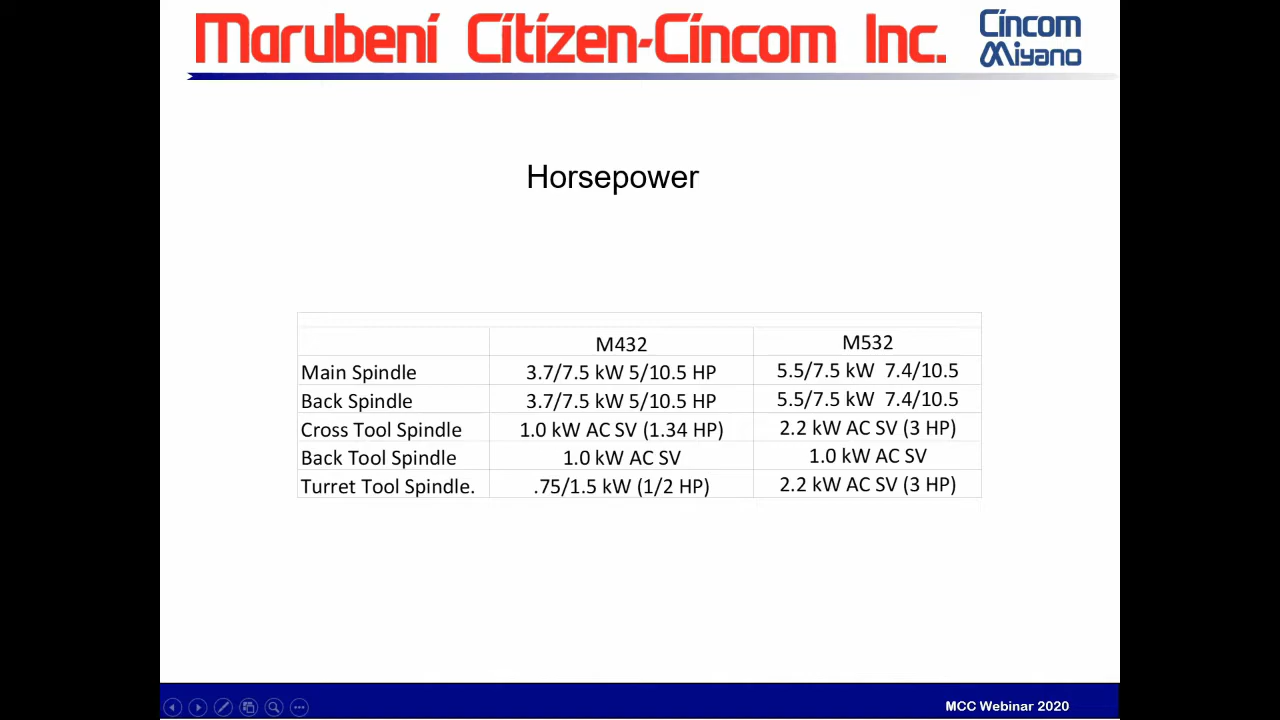 Marubeni Citizen-Cincom Inc.
Cincom
Miyano
Horsepower
M432 M532
Main Spindle 3.7/7.5 kW 5/10.5 HP 5.5/7.5 kW 7.4/10.5
Back Spindle 3.7/7.5 kW 5/10.5 HP 5.5/7.5 kW 7.4/10.5
Cross Tool Spindle 1.0 kW AC SV (1.34 HP) 2.2 kW AC SV (3 HP)
Back Tool Spindle 1.0 kW AC SV 1.0 kW AC SV
Turret Tool Spindle. .75/1.5 kW (1/2 HP) 2.2 kW AC SV (3 HP)
MCC Webinar 2020